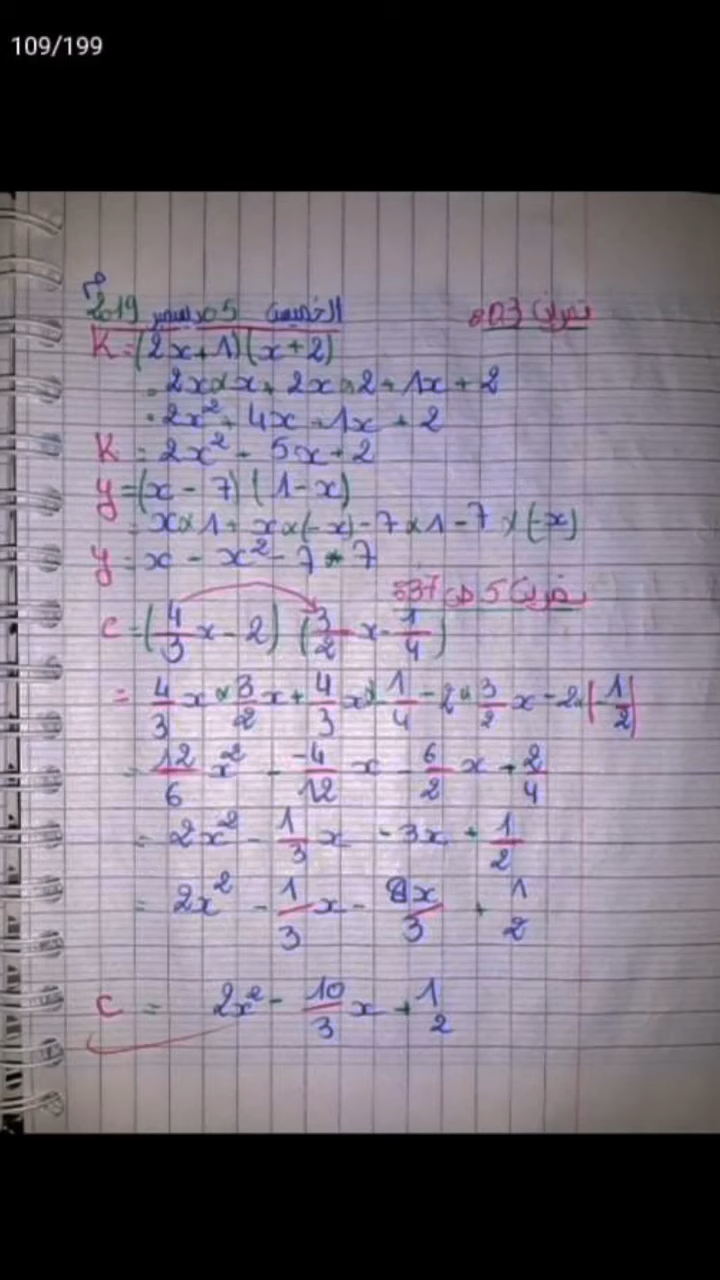 109/199
الخميس 5 ديسمبر 2019
تمرين 03
K = (2x+1)(x+2)
= 2x×x + 2x×2 + 1x + 2
= 2x² + 4x + 1x + 2
K = 2x² + 5x + 2
y = (x - 7)(1 - x)
= x×1 + x×(-x) - 7×1 - 7×(-x)
y = x - x² - 7 + 7
تمرين 5 ص 37
C = (4/3 x - 2)(3/2 x - 1/4)
= 4/3 x × 3/2 x + 4/3 x × -1/4 - 2 × 3/2 x - 2×(-1/2)
= 12/6 x² - -4/12 x - 6/2 x + 2/4
= 2x² - 1/3 x - 3x + 1/2
= 2x² - 1/3 x - 8x/3 + 1/2
C = 2x² - 10/3 x + 1/2